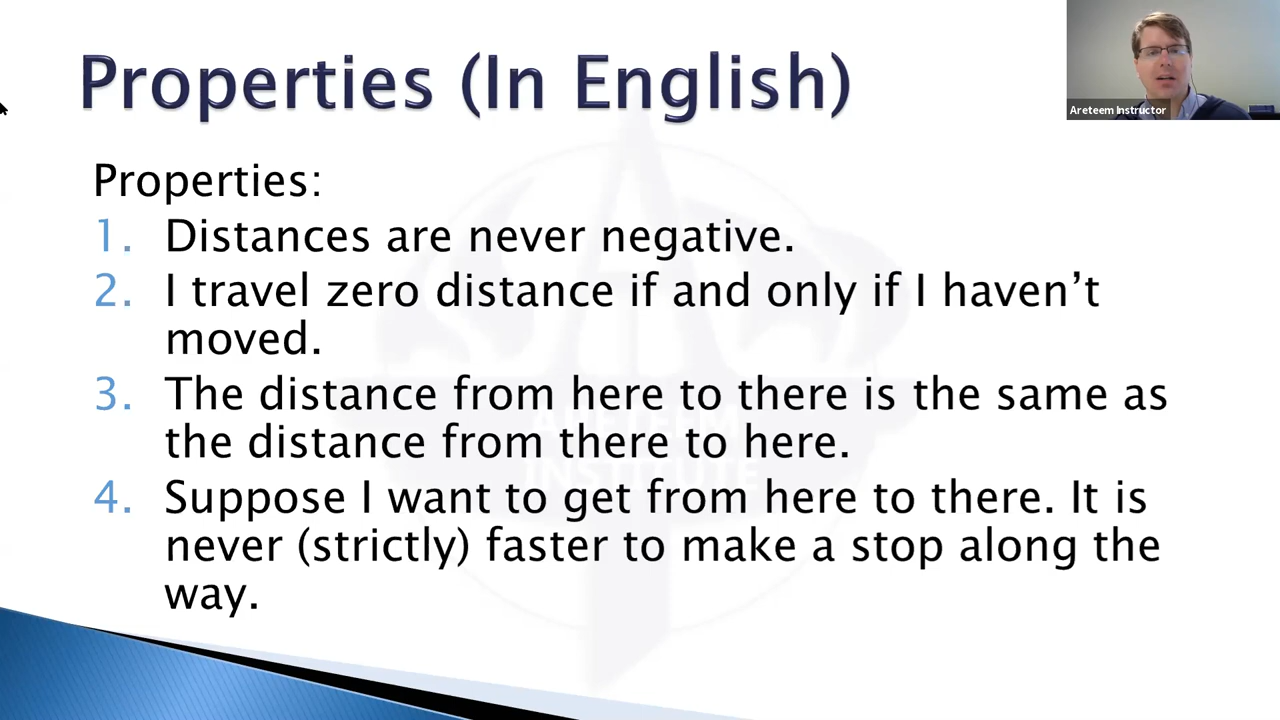 Properties (In English)
Areteem Instructor
Properties:
1. Distances are never negative.
2. I travel zero distance if and only if I haven’t
moved.
3. The distance from here to there is the same as
the distance from there to here.
4. Suppose I want to get from here to there. It is
never (strictly) faster to make a stop along the
way.
ARETEEM
INSTITUTE